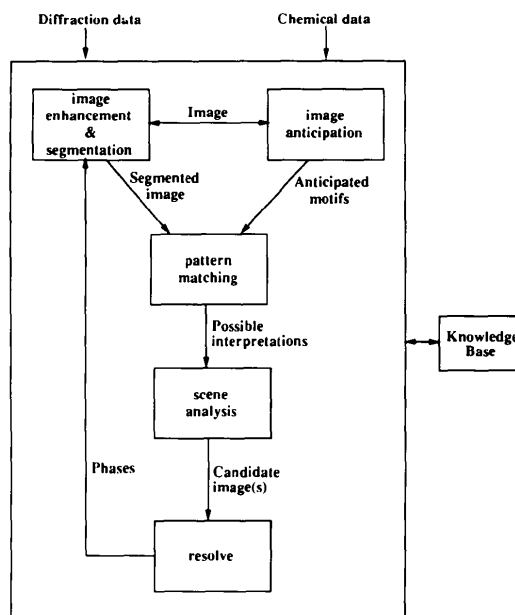 Diffraction data
Chemical data
image
enhancement
&
segmentation
Image
image
anticipation
Segmented
image
Anticipated
motifs
pattern
matching
Possible
interpretations
Knowledge
Base
scene
analysis
Phases
Candidate
image(s)
resolve